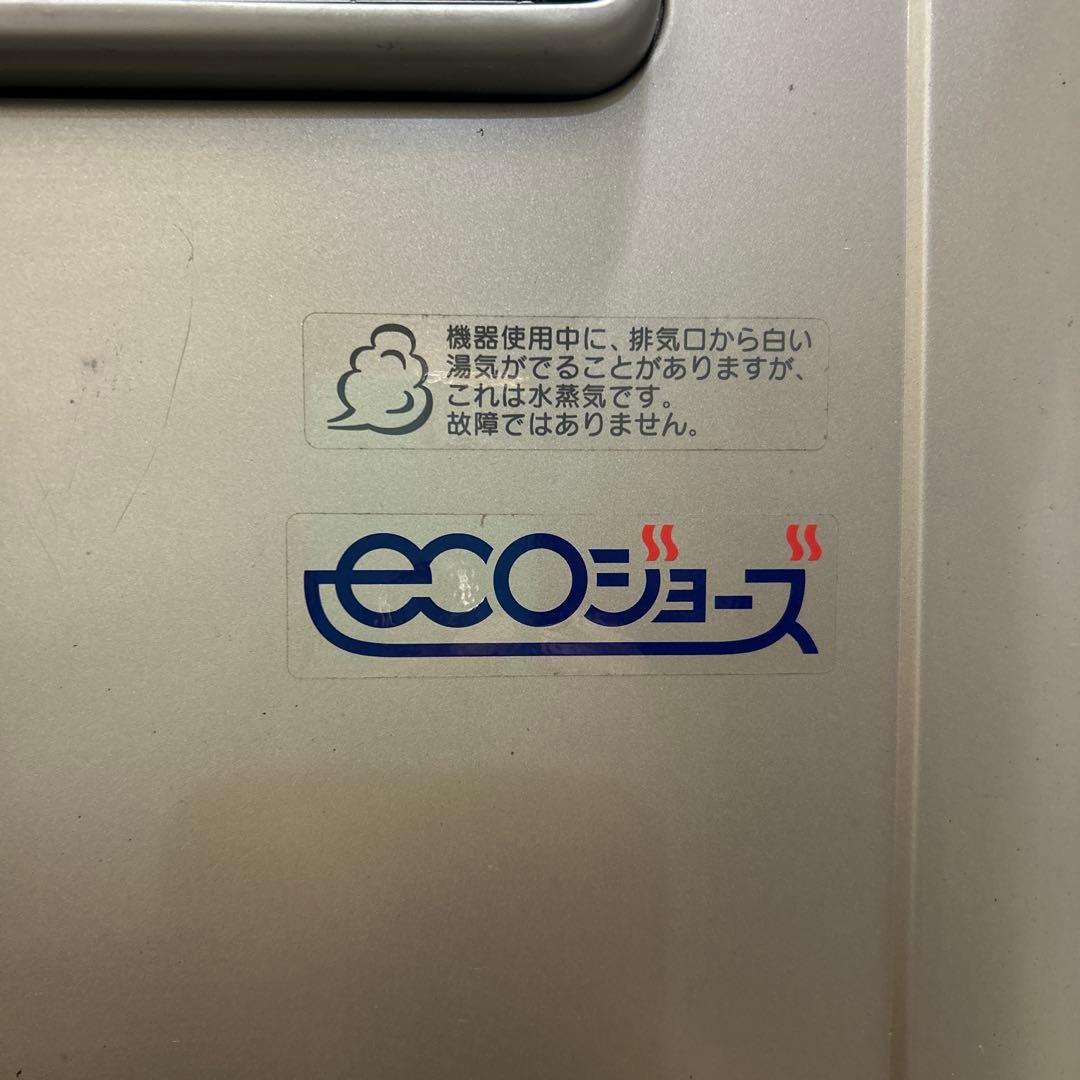 機器使用中に、排気口から白い
湯気がでることがありますが、
これは水蒸気です。
故障ではありません。
ecoジョーズ